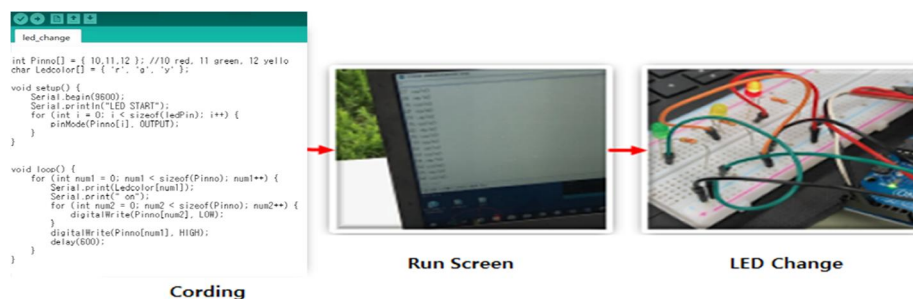 led_change
int Pinno[] = { 10,11,12 }; //10 red, 11 green, 12 yello
char Ledcolor[] = { 'r', 'g', 'y' };
void setup() {
Serial.begin(9600);
Serial.println("LED START");
for (int i = 0; i < sizeof(ledPin); i++) {
pinMode(Pinno[i], OUTPUT);
}
}
void loop() {
for (int num1 = 0; num1 < sizeof(Pinno); num1++) {
Serial.print(Ledcolor[num1]);
Serial.print(" on");
for (int num2 = 0; num2 < sizeof(Pinno); num2++) {
digitalWrite(Pinno[num2], LOW);
}
digitalWrite(Pinno[num1], HIGH);
delay(600);
}
}
Cording
Run Screen
LED Change